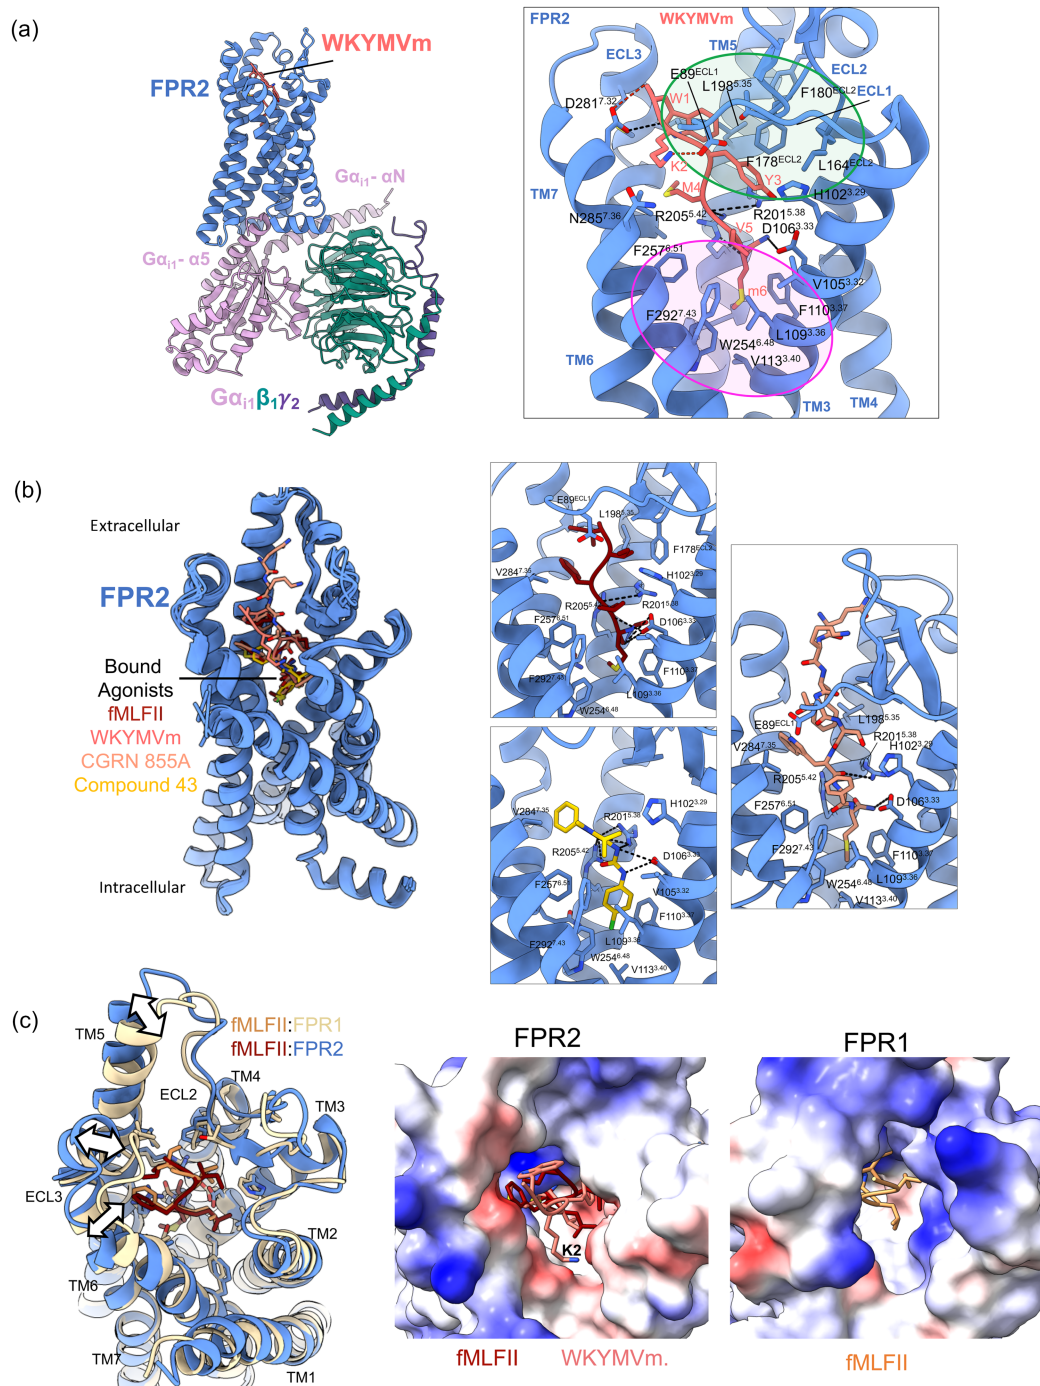 (a)
WKYMVm
FPR2
Gαi1- αN
Gαi1- α5
Gαi1β1γ2
FPR2
WKYMVm
TM5
ECL3
E89ECL1
ECL2
L1985.35
F180ECL2
ECL1
D2817.32
W1
K2
F178ECL2
L164ECL2
M4
Y3
TM7
H1023.29
N2857.36
R2055.42
R2015.38
V5
D1063.33
F2576.51
V1053.32
m6
F2927.43
F1103.37
L1093.36
W2546.48
TM6
V1133.40
TM3
TM4
(b)
Extracellular
FPR2
Bound
Agonists
fMLFII
WKYMVm
CGRN 855A
Compound 43
Intracellular
E89ECL1
L1985.35
F178ECL2
V2847.35
H1023.29
R2055.42
R2015.38
F2576.51
D1063.33
F2927.43
F1103.37
L1093.36
W2546.48
V2847.35
H1023.29
R2015.38
R2055.42
D1063.33
F2576.51
V1053.32
F1103.37
F2927.43
L1093.36
W2546.48
V1133.40
E89ECL1
L1985.35
V2847.35
R2015.38
H1023.29
R2055.42
F2576.51
D1063.33
F2927.43
F1103.37
W2546.48
L1093.36
V1133.40
(c)
fMLFII:FPR1
fMLFII:FPR2
TM5
ECL2
TM4
TM3
ECL3
TM2
TM6
TM7
TM1
FPR2
FPR1
K2
fMLFII
WKYMVm.
fMLFII